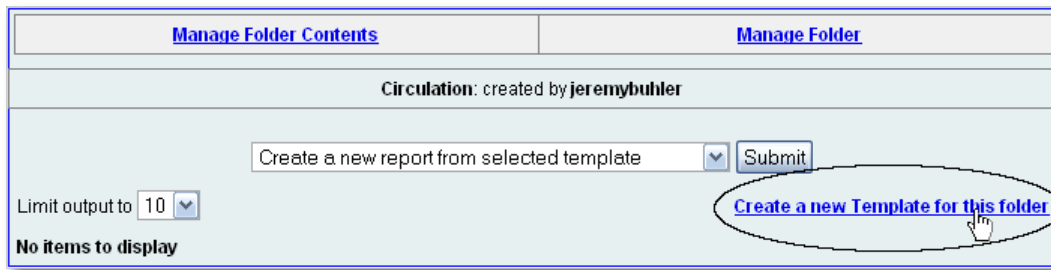 Manage Folder Contents Manage Folder
Circulation: created by jeremybuhler
Create a new report from selected template Submit
Limit output to 10 Create a new Template for this folder
No items to display